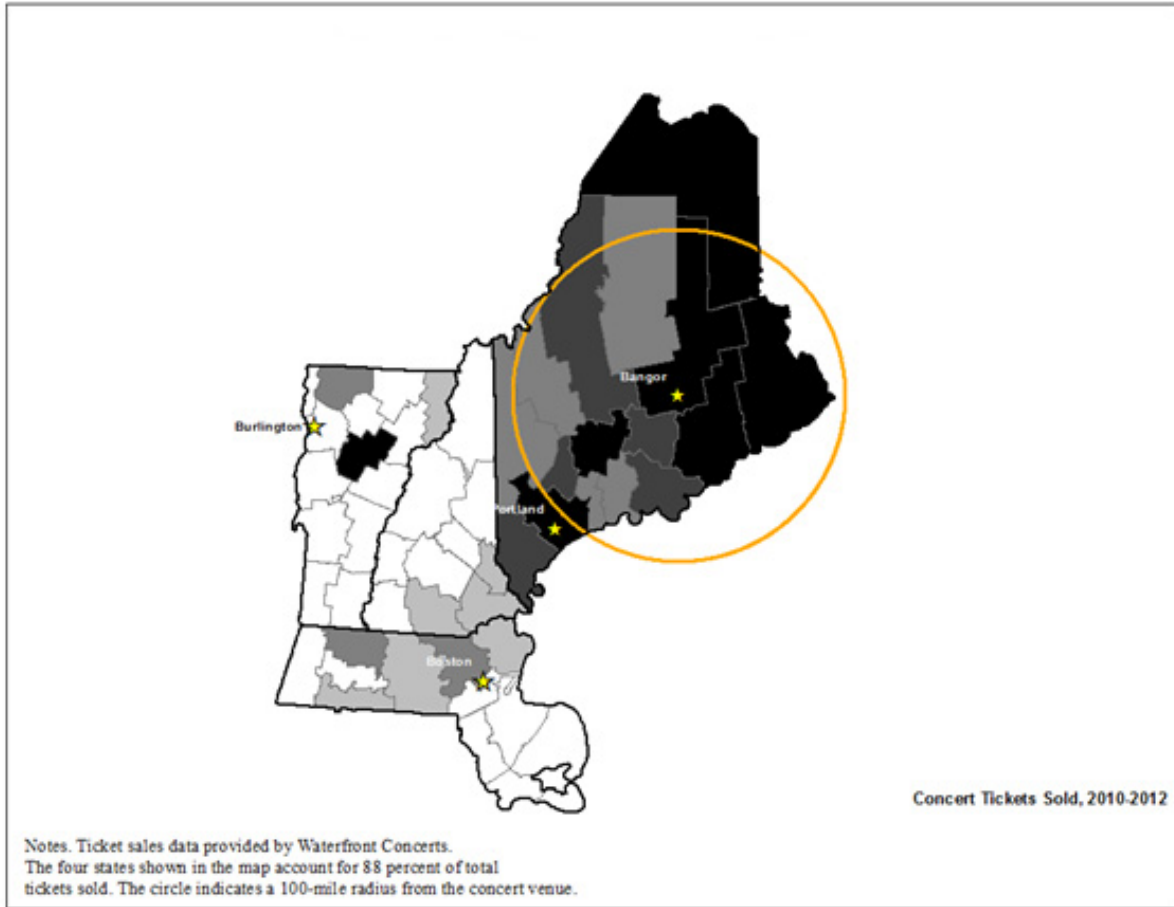 Bangor
Burlington
Portland
Boston
Concert Tickets Sold, 2010-2012
Notes. Ticket sales data provided by Waterfront Concerts.
The four states shown in the map account for 88 percent of total
tickets sold. The circle indicates a 100-mile radius from the concert venue.